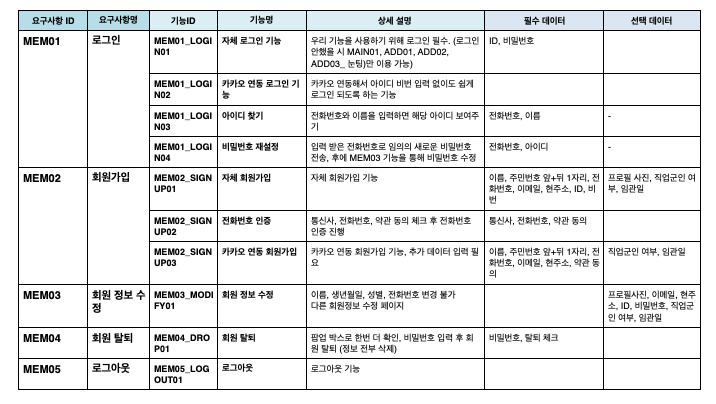 요구사항 ID 요구사항명 기능ID 기능명 상세 설명 필수 데이터 선택 데이터
MEM01 로그인 MEM01_LOGI 자체 로그인 기능 우리 기능을 사용하기 위해 로그인 필수. (로그인 ID, 비밀번호
N01 안했을 시 MAIN01, ADD01, ADD02,
ADD03_ 눈팅)만 이용 가능)
MEM01_LOGI 카카오 연동 로그인 기 카카오 연동해서 아이디 비번 입력 없이도 쉽게
N02 능 로그인 되도록 하는 기능
MEM01_LOGI 아이디 찾기 전화번호와 이름을 입력하면 해당 아이디 보여주 전화번호, 이름 -
N03 기
MEM01_LOGI 비밀번호 재설정 입력 받은 전화번호로 임의의 새로운 비밀번호 전화번호, 아이디 -
N04 전송, 후에 MEM03 기능을 통해 비밀번호 수정
MEM02 회원가입 MEM02_SIGN 자체 회원가입 자체 회원가입 기능 이름, 주민번호 앞+뒤 1자리, 전 프로필 사진, 직업군인 여
UP01 화번호, 이메일, 현주소, ID, 비 부, 임관일
번
MEM02_SIGN 전화번호 인증 통신사, 전화번호, 약관 동의 체크 후 전화번호 통신사, 전화번호, 약관 동의
UP02 인증 진행
MEM02_SIGN 카카오 연동 회원가입 카카오 연동 회원가입 기능, 추가 데이터 입력 필 이름, 주민번호 앞+뒤 1자리, 전 직업군인 여부, 임관일
UP03 요 화번호, 이메일, 현주소, 약관 동
의
MEM03 회원 정보 수 MEM03_MODI 회원 정보 수정 이름, 생년월일, 성별, 전화번호 변경 불가 프로필사진, 이메일, 현주
정 FY01 다른 회원정보 수정 페이지 소, ID, 비밀번호, 직업군
인 여부, 임관일
MEM04 회원 탈퇴 MEM04_DRO 회원 탈퇴 팝업 박스로 한번 더 확인, 비밀번호 입력 후 회 비밀번호, 탈퇴 체크
P01 원 탈퇴 (정보 전부 삭제)
MEM05 로그아웃 MEM05_LOG 로그아웃 로그아웃 기능
OUT01